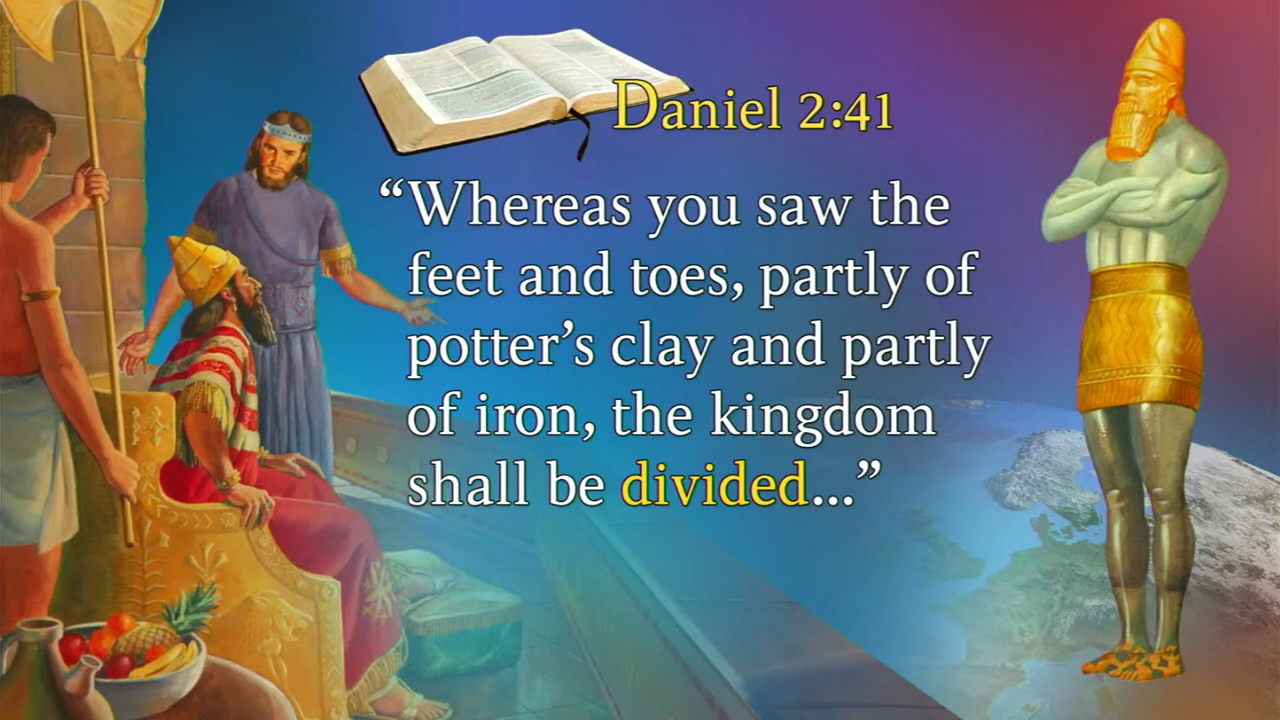 Daniel 2:41
“Whereas you saw the
feet and toes, partly of
potter’s clay and partly
of iron, the kingdom
shall be divided...”